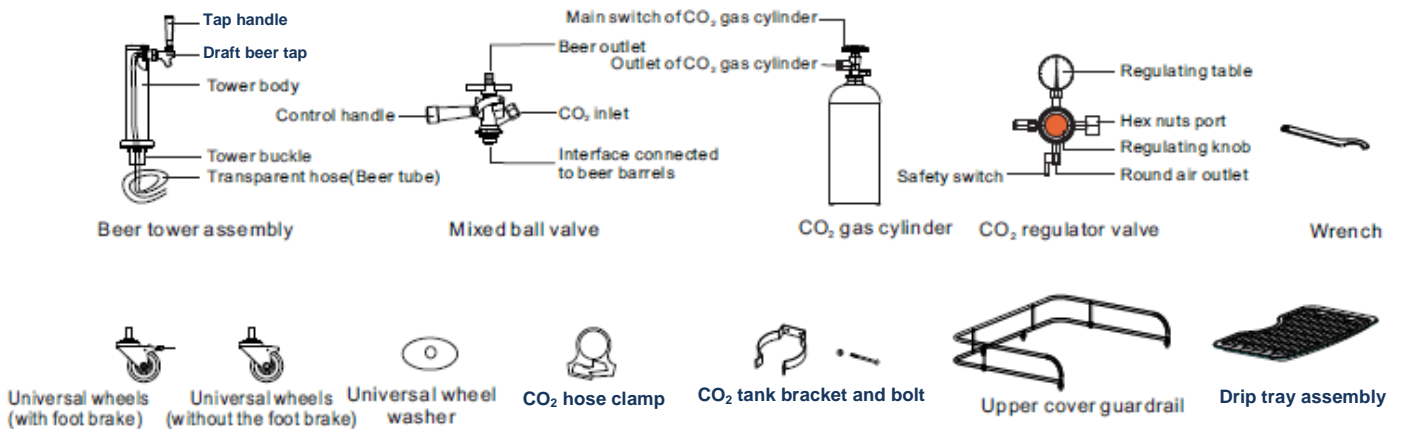 Tap handle
Draft beer tap
Tower body
Tower buckle
Transparent hose(Beer tube)
Beer tower assembly
Beer outlet
Control handle
CO₂ inlet
Interface connected
to beer barrels
Mixed ball valve
Main switch of CO₂ gas cylinder
Outlet of CO₂ gas cylinder
CO₂ gas cylinder
Regulating table
Hex nuts port
Regulating knob
Safety switch
Round air outlet
CO₂ regulator valve
Wrench
Universal wheels
(with foot brake)
Universal wheels
(without the foot brake)
Universal wheel
washer
CO₂ hose clamp
CO₂ tank bracket and bolt
Upper cover guardrail
Drip tray assembly